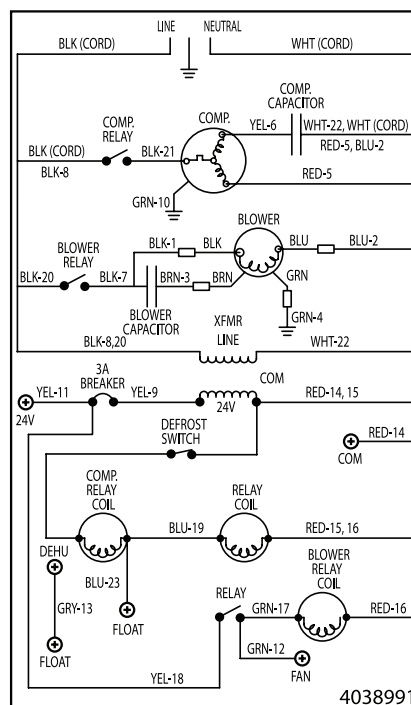 LINE NEUTRAL
BLK (CORD) WHT (CORD)
COMP.
CAPACITOR
COMP.
RELAY
COMP.
YEL-6
WHT-22, WHT (CORD)
BLK (CORD) BLK-21
RED-5, BLU-2
BLK-8
RED-5
GRN-10
BLOWER
BLOWER
RELAY
BLK-1 BLK BLU BLU-2
BLK-20 BLK-7 BRN-3 BRN GRN
BLOWER
CAPACITOR
GRN-4
XFMR
LINE
BLK-8,20 WHT-22
3A
BREAKER
COM
YEL-11 YEL-9 RED-14, 15
24V 24V
DEFROST
SWITCH
RED-14
COM
COMP.
RELAY
COIL
RELAY
COIL
BLU-19 RED-15, 16
DEHU
BLU-23
BLOWER
RELAY
COIL
GRY-13
FLOAT
RELAY
GRN-17 RED-16
FLOAT
GRN-12
YEL-18 FAN
4038991